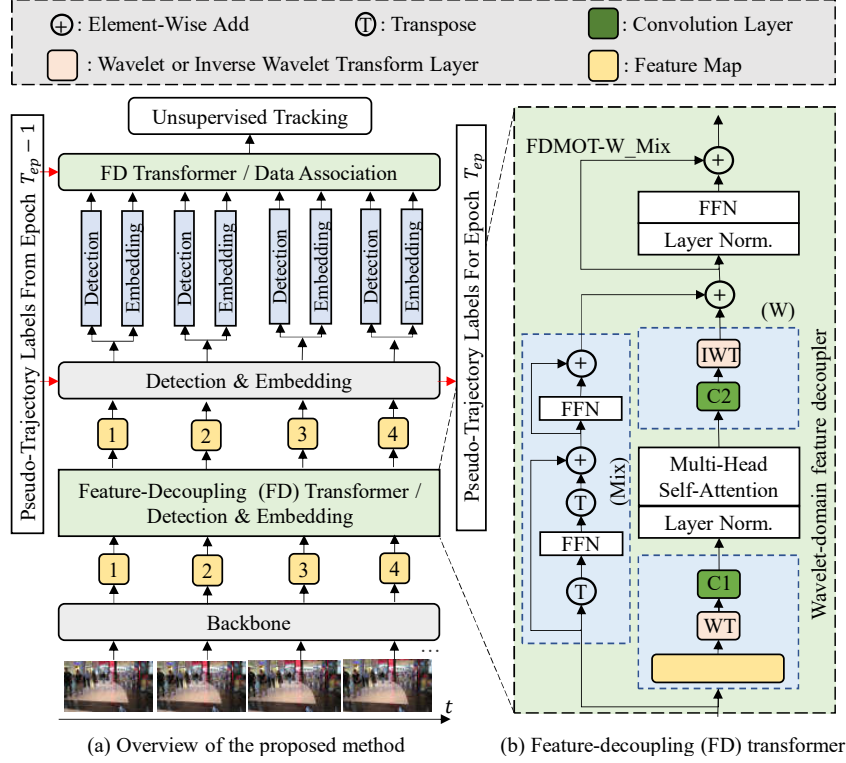 + : Element-Wise Add
T : Transpose
: Convolution Layer
: Wavelet or Inverse Wavelet Transform Layer
: Feature Map
Unsupervised Tracking
Pseudo-Trajectory Labels From Epoch T_ep − 1
FD Transformer / Data Association
Detection
Embedding
Detection
Embedding
Detection
Embedding
Detection
Embedding
Detection & Embedding
1 2 3 4
Feature-Decoupling (FD) Transformer /
Detection & Embedding
1 2 3 4
Backbone
...
t
(a) Overview of the proposed method
Pseudo-Trajectory Labels For Epoch T_ep
FDMOT-W_Mix
+
FFN
Layer Norm.
+
(W)
IWT
C2
Multi-Head
Self-Attention
Layer Norm.
C1
WT
+
FFN
+
(Mix)
T
FFN
T
Wavelet-domain feature decoupler
(b) Feature-decoupling (FD) transformer